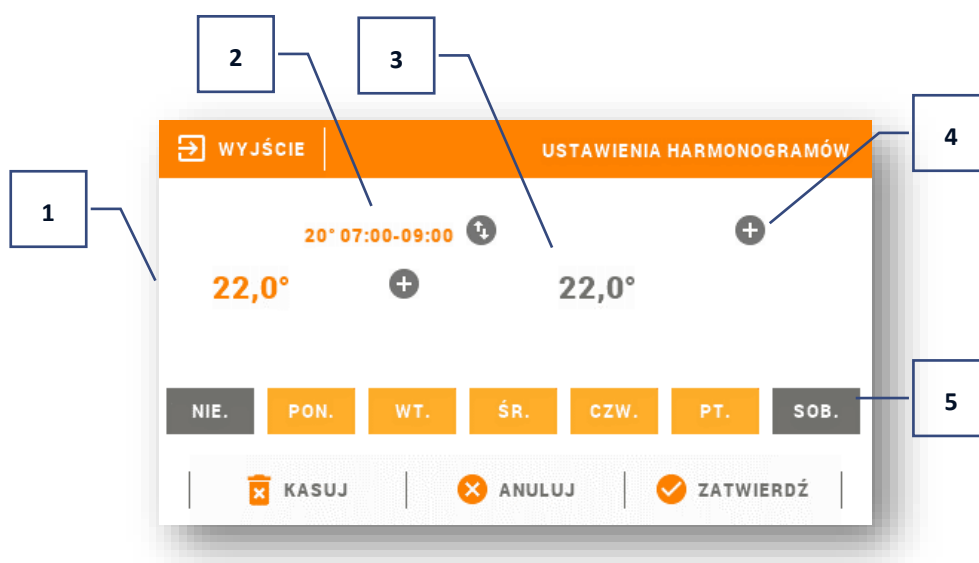 2
3
4
WYJŚCIE
USTAWIENIA HARMONOGRAMÓW
1
20° 07:00-09:00
22,0°
22,0°
NIE. PON. WT. ŚR. CZW. PT. SOB.
5
KASUJ ANULUJ ZATWIERDŹ